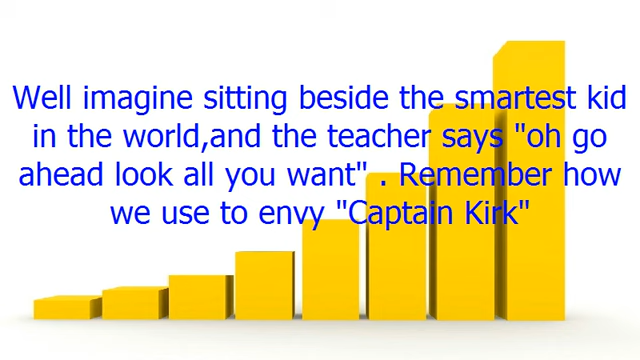 Well imagine sitting beside the smartest kid
in the world,and the teacher says "oh go
ahead look all you want" . Remember how
we use to envy "Captain Kirk"